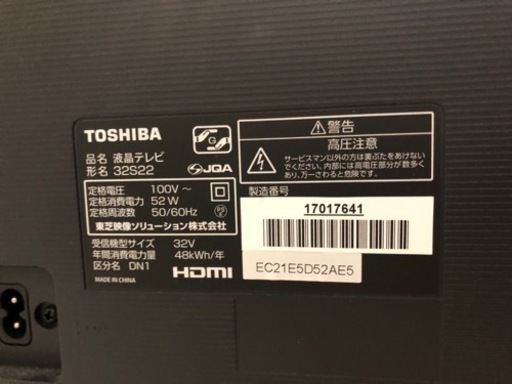 TOSHIBA
品名 液晶テレビ
形名 32S22
JQA
定格電圧 100V～
定格消費電力 52W
定格周波数 50/60Hz
東芝映像ソリューション株式会社
受信機型サイズ 32V
年間消費電力量 48kWh/年
区分名 DN1
MADE IN CHINA
HDMI
警告
高圧注意
サービスマン以外の方は裏ぶたをあけないでください。内部には高電圧部分が数多くあり、万一さわると危険です。
製造番号
17017641
EC21E5D52AE5